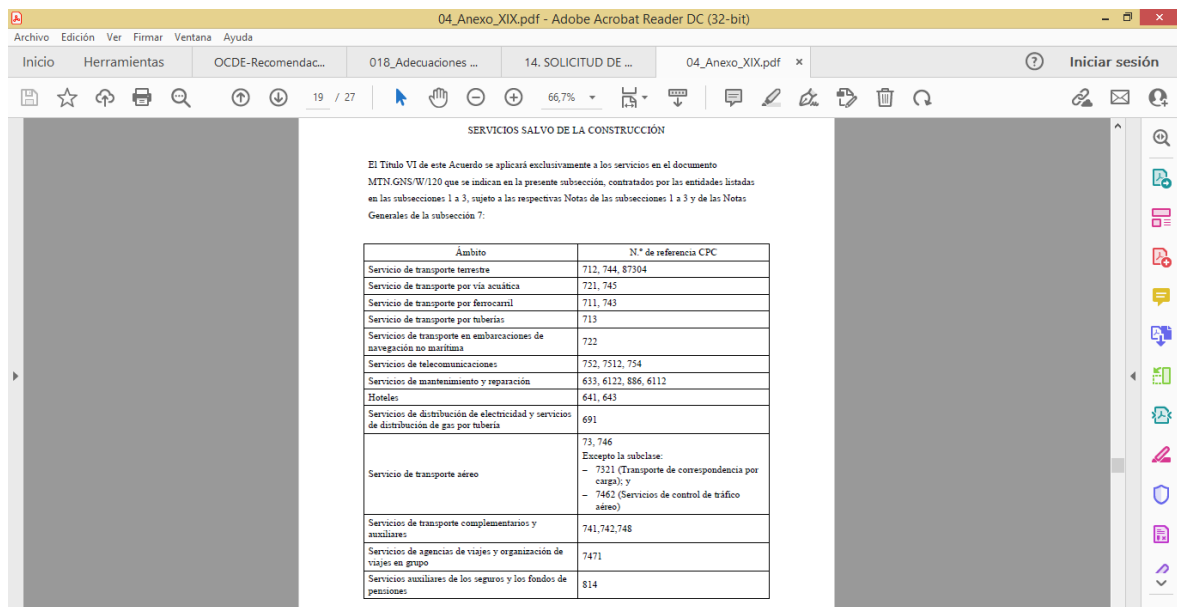 04_Anexo_XIX.pdf - Adobe Acrobat Reader DC (32-bit)
Archivo Edición Ver Firmar Ventana Ayuda
Inicio Herramientas OCDE-Recomendac... 018_Adecuaciones ... 14. SOLICITUD DE ... 04_Anexo_XIX.pdf × Iniciar sesión
19 / 27 66,7%
SERVICIOS SALVO DE LA CONSTRUCCIÓN
El Título VI de este Acuerdo se aplicará exclusivamente a los servicios en el documento
MTN.GNS/W/120 que se indican en la presente subsección, contratados por las entidades listadas
en las subsecciones 1 a 3, sujeto a las respectivas Notas de las subsecciones 1 a 3 y de las Notas
Generales de la subsección 7:
Ámbito N.° de referencia CPC
Servicio de transporte terrestre 712, 744, 87304
Servicio de transporte por vía acuática 721, 745
Servicio de transporte por ferrocarril 711, 743
Servicio de transporte por tuberías 713
Servicios de transporte en embarcaciones de
navegación no marítima 722
Servicios de telecomunicaciones 752, 7512, 754
Servicios de mantenimiento y reparación 633, 6122, 886, 6112
Hoteles 641, 643
Servicios de distribución de electricidad y servicios
de distribución de gas por tubería 691
Servicio de transporte aéreo
73, 746
Excepto la subclase:
– 7321 (Transporte de correspondencia por
carga); y
– 7462 (Servicios de control de tráfico
aéreo)
Servicios de transporte complementarios y
auxiliares 741,742,748
Servicios de agencias de viajes y organización de
viajes en grupo 7471
Servicios auxiliares de los seguros y los fondos de
pensiones 814